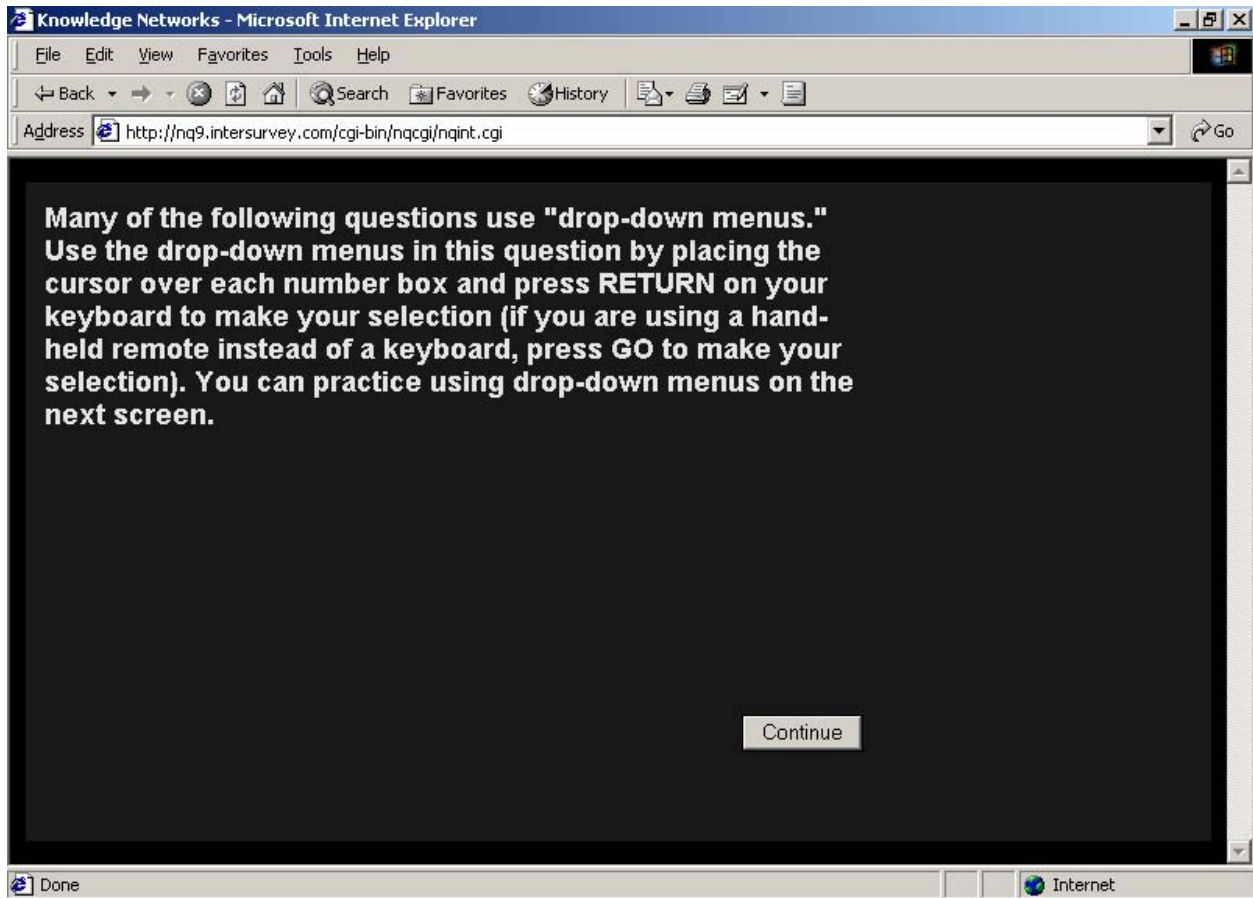 Knowledge Networks - Microsoft Internet Explorer
File Edit View Favorites Tools Help
Back Search Favorites History
Address http://nq9.intersurvey.com/cgi-bin/nqcgi/nqint.cgi Go
Many of the following questions use "drop-down menus."
Use the drop-down menus in this question by placing the
cursor over each number box and press RETURN on your
keyboard to make your selection (if you are using a hand-
held remote instead of a keyboard, press GO to make your
selection). You can practice using drop-down menus on the
next screen.
Continue
Done Internet